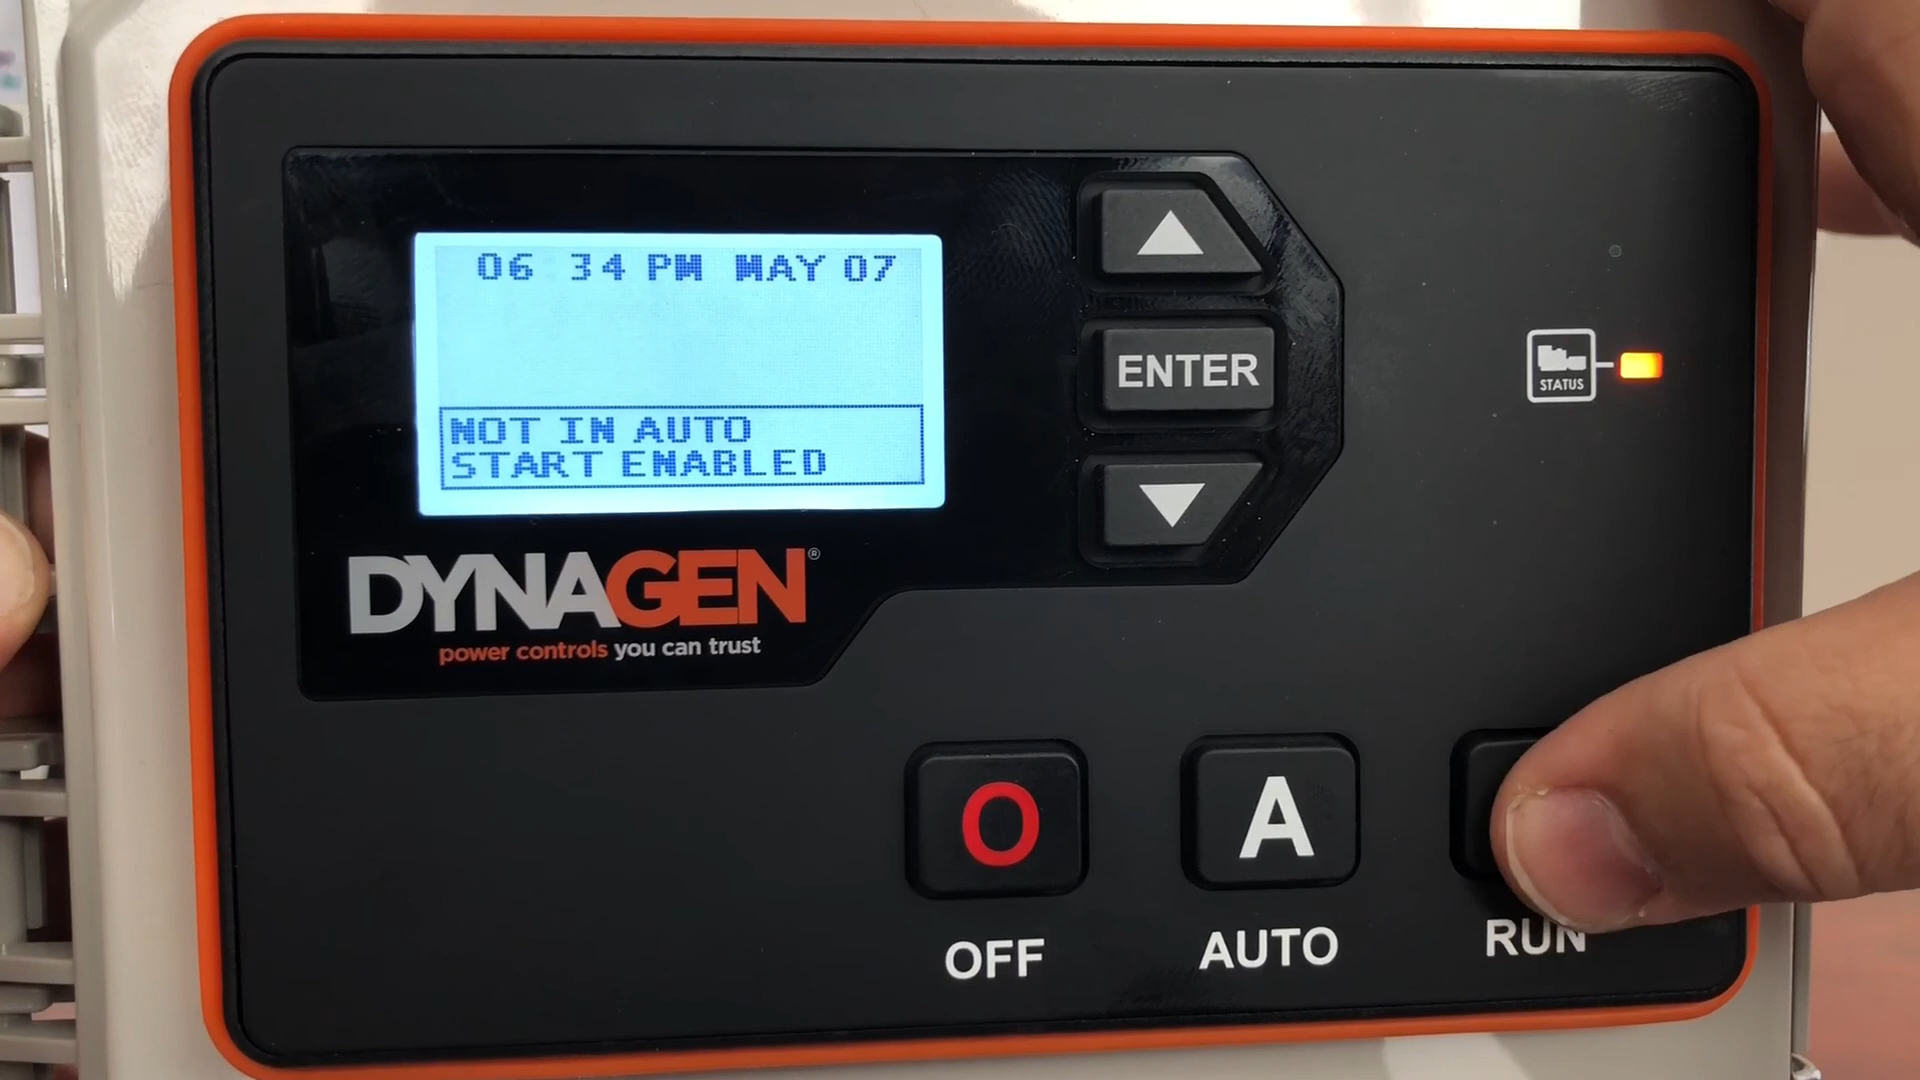 06 34 PM MAY 07
NOT IN AUTO
START ENABLED
DYNAGEN®
power controls you can trust
ENTER
STATUS
O
A
OFF
AUTO
RUN